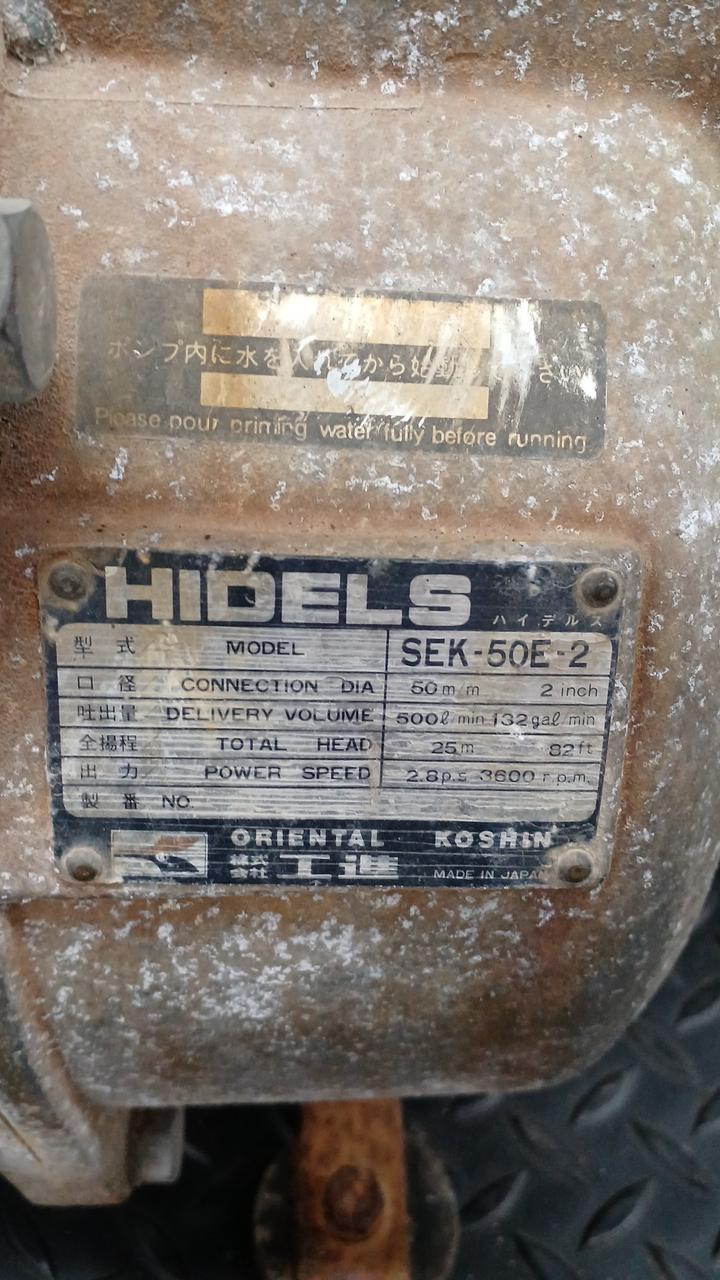 ポンプ内に水を入れてから始動して さい
Please pour priming water fully before running
HIDELS
ハイデルス
型式 MODEL SEK-50E-2
口径 CONNECTION DIA 50m/m 2 inch
吐出量 DELIVERY VOLUME 500ℓ/min 132gal/min
全揚程 TOTAL HEAD 25m 82ft
出力 POWER SPEED 2.8p.s 3600 r.p.m.
製番 NO.
ORIENTAL KOSHIN
株式会社 工進 MADE IN JAPAN